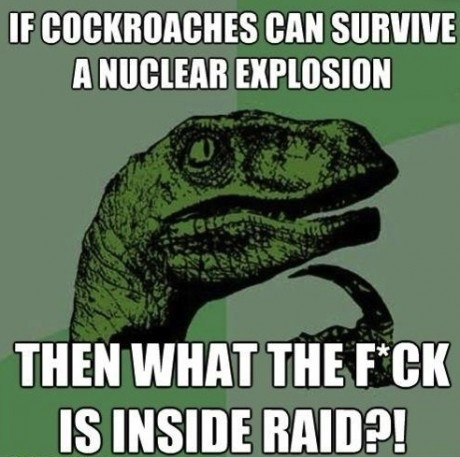 IF COCKROACHES CAN SURVIVE
A NUCLEAR EXPLOSION
THEN WHAT THE F*CK
IS INSIDE RAID?!